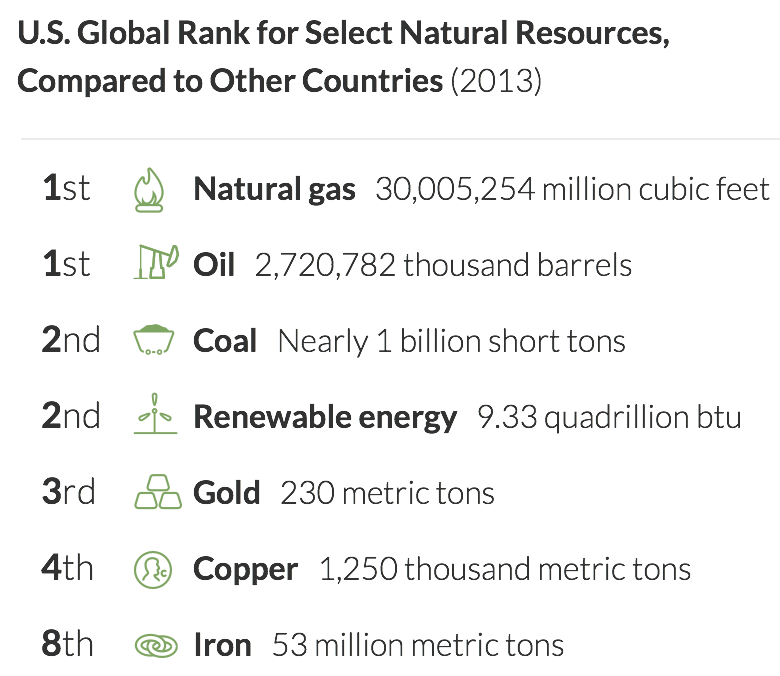 U.S. Global Rank for Select Natural Resources,
Compared to Other Countries (2013)
1st Natural gas 30,005,254 million cubic feet
1st Oil 2,720,782 thousand barrels
2nd Coal Nearly 1 billion short tons
2nd Renewable energy 9.33 quadrillion btu
3rd Gold 230 metric tons
4th c Copper 1,250 thousand metric tons
8th Iron 53 million metric tons